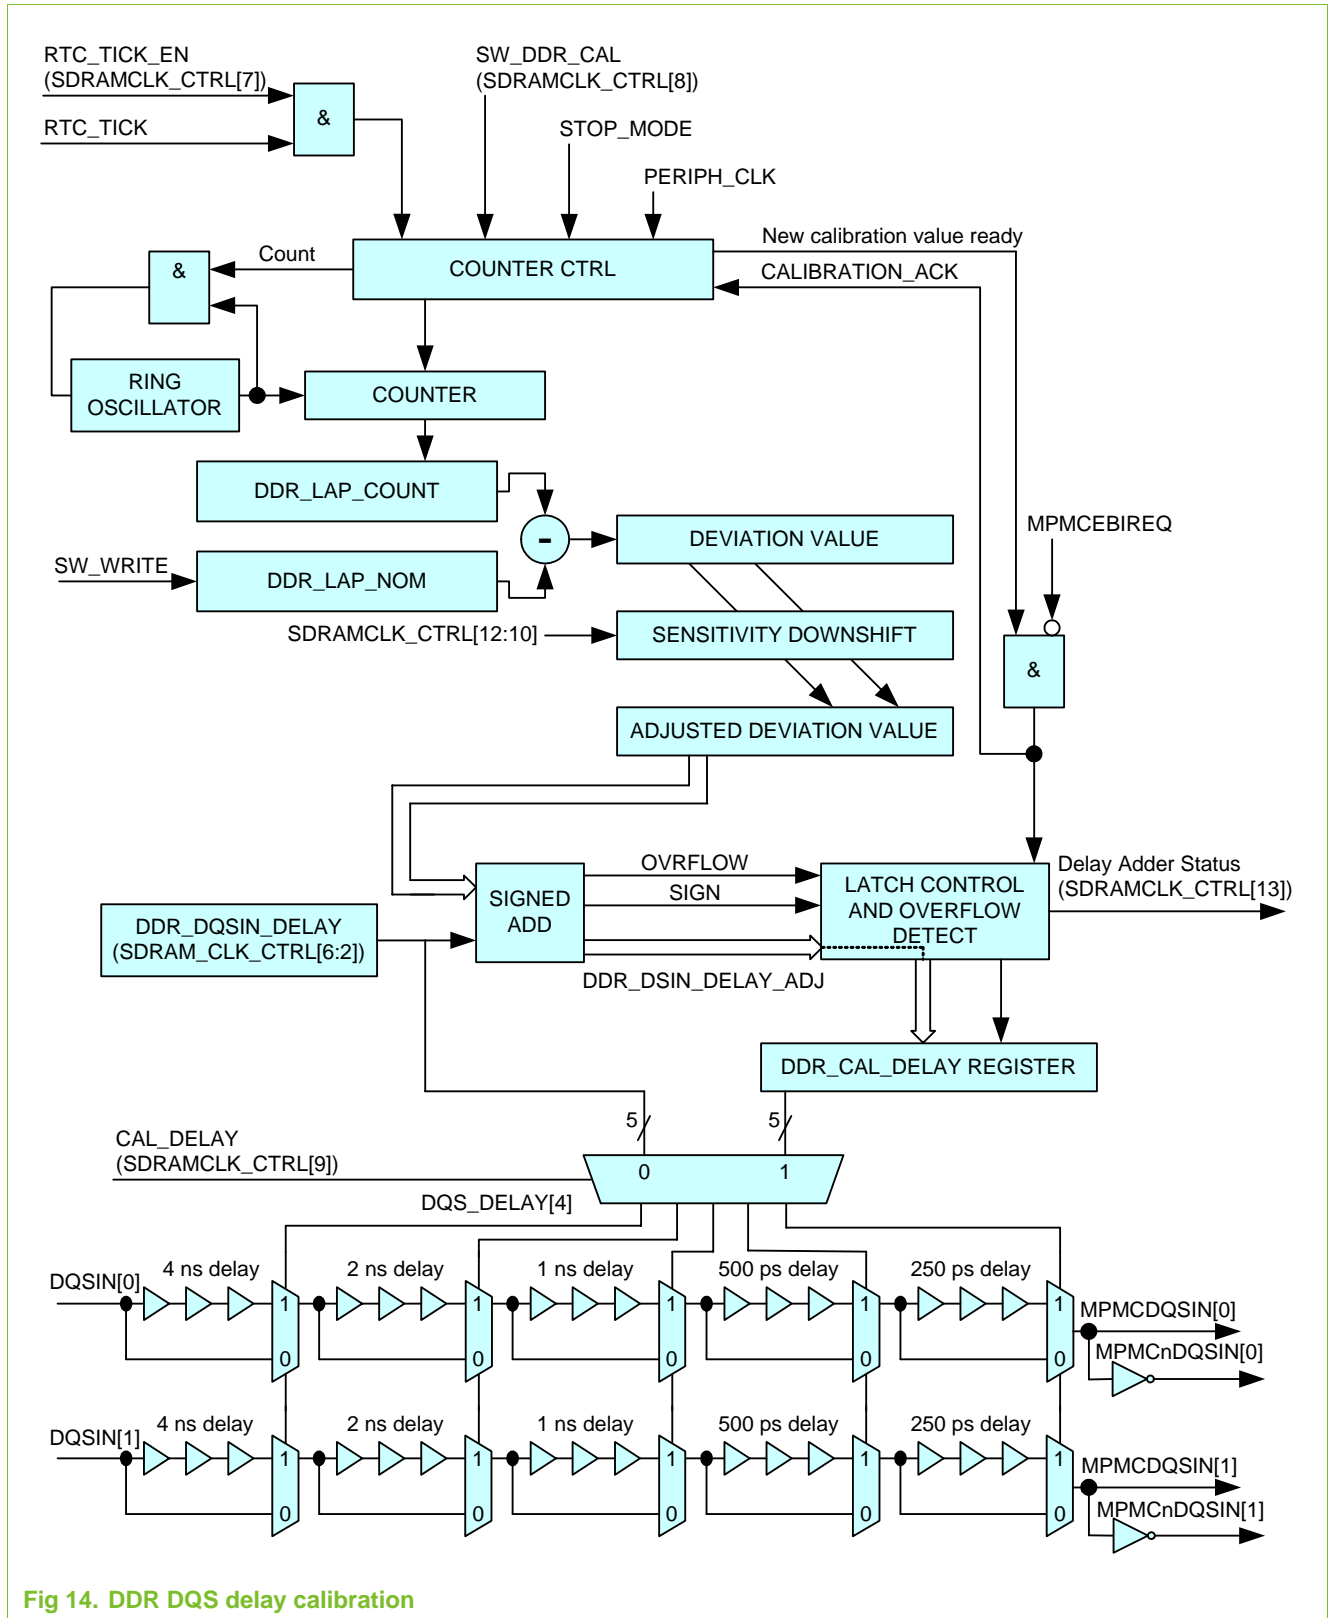 RTC_TICK_EN
(SDRAMCLK_CTRL[7])
RTC_TICK
&
SW_DDR_CAL
(SDRAMCLK_CTRL[8])
STOP_MODE
PERIPH_CLK
Count
&
COUNTER CTRL
New calibration value ready
CALIBRATION_ACK
RING
OSCILLATOR
COUNTER
DDR_LAP_COUNT
-
DEVIATION VALUE
MPMCEBIREQ
SW_WRITE
DDR_LAP_NOM
SDRAMCLK_CTRL[12:10]
SENSITIVITY DOWNSHIFT
&
ADJUSTED DEVIATION VALUE
DDR_DQSIN_DELAY
(SDRAM_CLK_CTRL[6:2])
SIGNED
ADD
OVRFLOW
SIGN
DDR_DSIN_DELAY_ADJ
LATCH CONTROL
AND OVERFLOW
DETECT
Delay Adder Status
(SDRAMCLK_CTRL[13])
DDR_CAL_DELAY REGISTER
5
5
CAL_DELAY
(SDRAMCLK_CTRL[9])
0
1
DQS_DELAY[4]
DQSIN[0]
4 ns delay
2 ns delay
1 ns delay
500 ps delay
250 ps delay
1
1
1
1
1
0
0
0
0
0
MPMCDQSIN[0]
MPMCnDQSIN[0]
DQSIN[1]
4 ns delay
2 ns delay
1 ns delay
500 ps delay
250 ps delay
1
1
1
1
1
0
0
0
0
0
MPMCDQSIN[1]
MPMCnDQSIN[1]
Fig 14. DDR DQS delay calibration